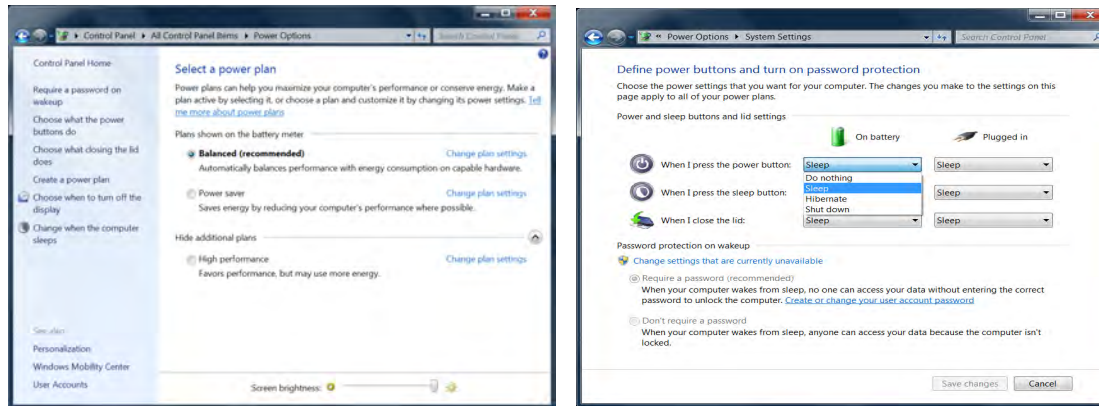 Control Panel ▸ All Control Panel Items ▸ Power Options
Search Control Panel
Control Panel Home
Require a password on
wakeup
Choose what the power
buttons do
Choose what closing the lid
does
Create a power plan
Choose when to turn off the
display
Change when the computer
sleeps
See also
Personalization
Windows Mobility Center
User Accounts
Select a power plan
Power plans can help you maximize your computer's performance or conserve energy. Make a
plan active by selecting it, or choose a plan and customize it by changing its power settings. Tell
me more about power plans
Plans shown on the battery meter
Balanced (recommended) Change plan settings
Automatically balances performance with energy consumption on capable hardware.
Power saver Change plan settings
Saves energy by reducing your computer's performance where possible.
Hide additional plans
High performance Change plan settings
Favors performance, but may use more energy.
Screen brightness:
« Power Options ▸ System Settings
Search Control Panel
Define power buttons and turn on password protection
Choose the power settings that you want for your computer. The changes you make to the settings on this
page apply to all of your power plans.
Power and sleep buttons and lid settings
On battery Plugged in
When I press the power button: Sleep Sleep
Do nothing
Sleep
Hibernate
Shut down
When I press the sleep button: Sleep
When I close the lid: Sleep Sleep
Password protection on wakeup
Change settings that are currently unavailable
Require a password (recommended)
When your computer wakes from sleep, no one can access your data without entering the correct
password to unlock the computer. Create or change your user account password
Don't require a password
When your computer wakes from sleep, anyone can access your data because the computer isn't
locked.
Save changes Cancel